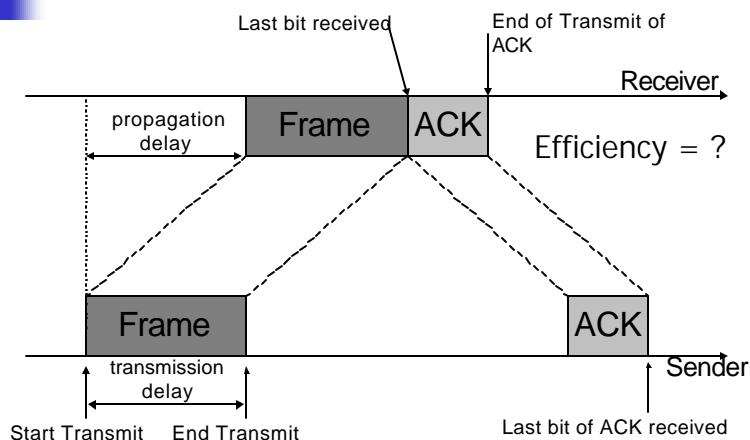 Last bit received
End of Transmit of
ACK
Receiver
propagation
delay
Frame
ACK
Efficiency = ?
Frame
ACK
Sender
transmission
delay
Start Transmit
End Transmit
Last bit of ACK received